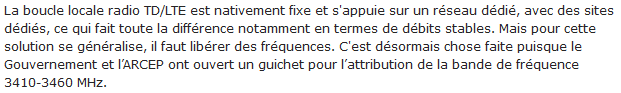 La boucle locale radio TD/LTE est nativement fixe et s'appuie sur un réseau dédié, avec des sites
dédiés, ce qui fait toute la différence notamment en termes de débits stables. Mais pour cette
solution se généralise, il faut libérer des fréquences. C'est désormais chose faite puisque le
Gouvernement et l’ARCEP ont ouvert un guichet pour l’attribution de la bande de fréquence
3410-3460 MHz.